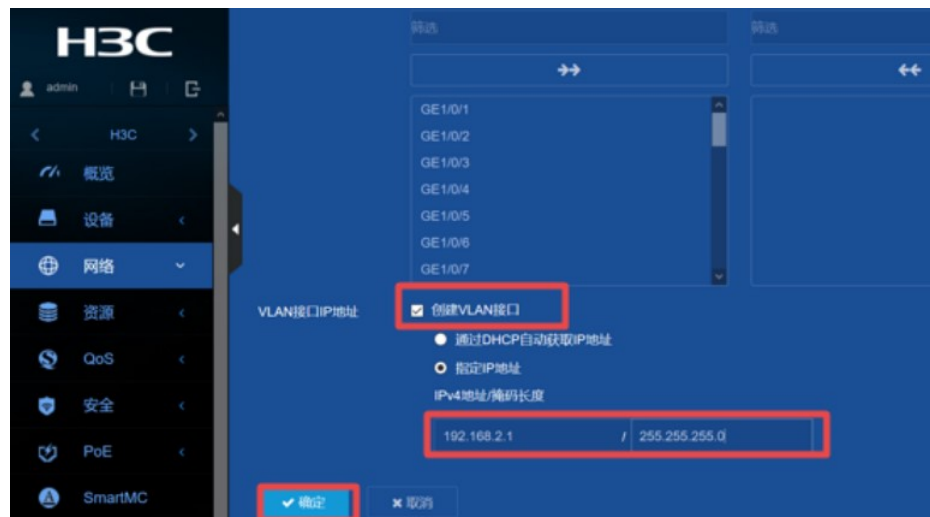 H3C
admin
H3C
概览
设备
网络
资源
QoS
安全
PoE
SmartMC
筛选
筛选
GE1/0/1
GE1/0/2
GE1/0/3
GE1/0/4
GE1/0/5
GE1/0/6
GE1/0/7
VLAN接口IP地址
创建VLAN接口
通过DHCP自动获取IP地址
指定IP地址
IPv4地址/掩码长度
192.168.2.1 / 255.255.255.0
确定 取消